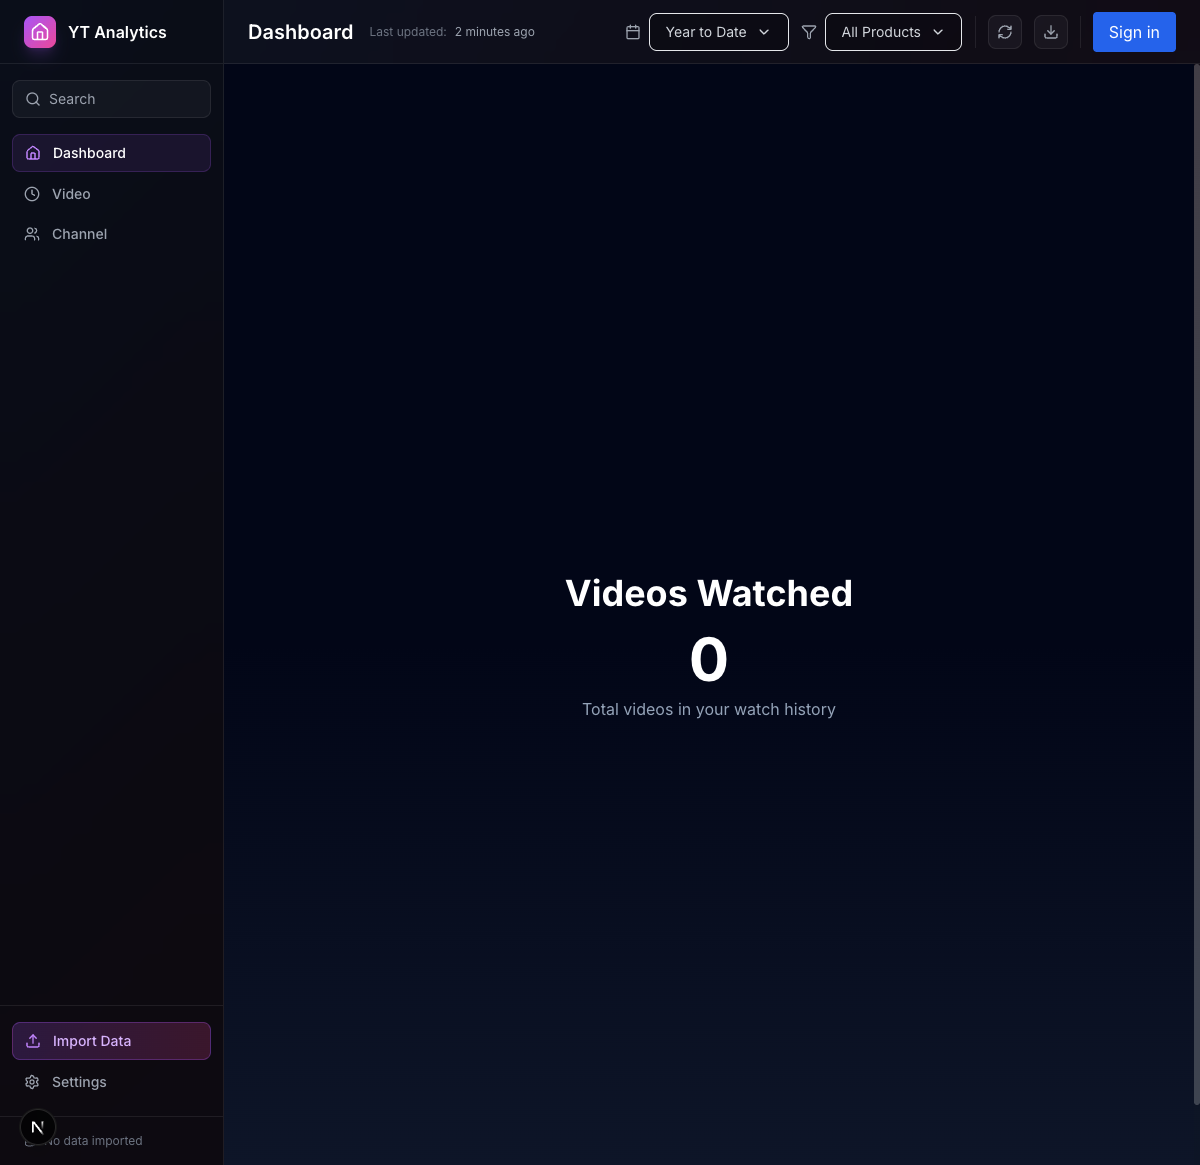 YT Analytics
Dashboard
Last updated: 2 minutes ago
Year to Date
All Products
Sign in
Search
Dashboard
Video
Channel
Videos Watched
0
Total videos in your watch history
Import Data
Settings
N
No data imported